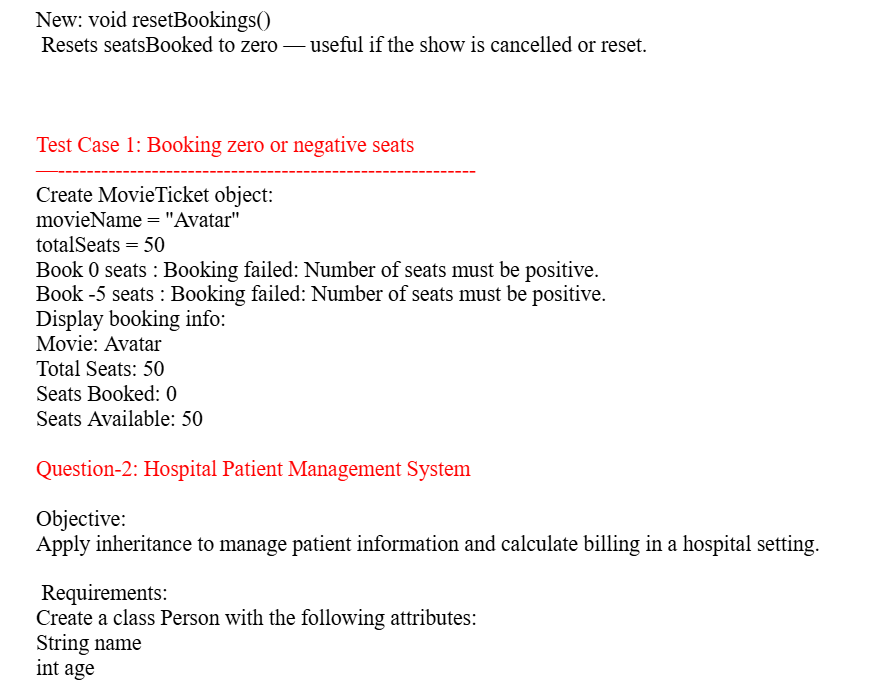 New: void resetBookings()
Resets seatsBooked to zero — useful if the show is cancelled or reset.
Test Case 1: Booking zero or negative seats
—----------------------------------------------------------
Create MovieTicket object:
movieName = "Avatar"
totalSeats = 50
Book 0 seats : Booking failed: Number of seats must be positive.
Book -5 seats : Booking failed: Number of seats must be positive.
Display booking info:
Movie: Avatar
Total Seats: 50
Seats Booked: 0
Seats Available: 50
Question-2: Hospital Patient Management System
Objective:
Apply inheritance to manage patient information and calculate billing in a hospital setting.
Requirements:
Create a class Person with the following attributes:
String name
int age